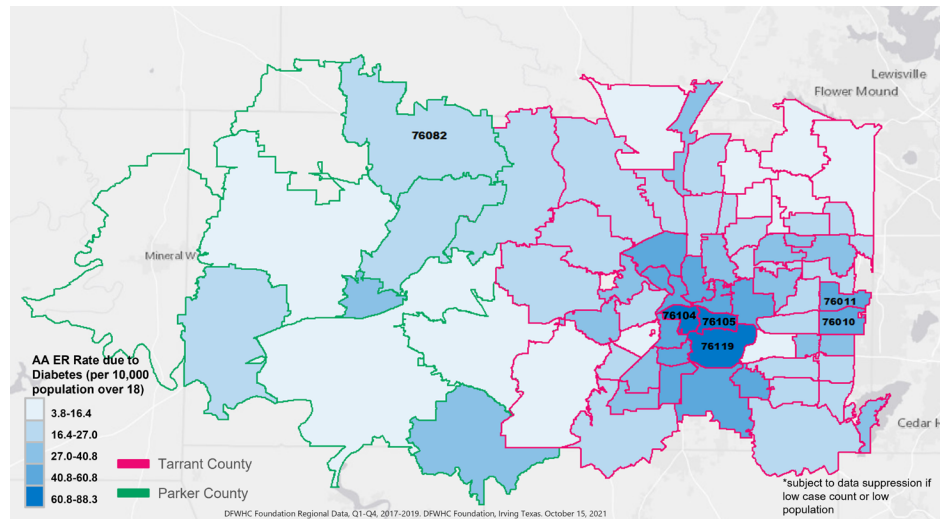 Lewisville
Flower Mound
76082
Mineral W
76011
76104
76105
76010
76119
AA ER Rate due to
Diabetes (per 10,000
population over 18)
3.8-16.4
16.4-27.0
27.0-40.8
40.8-60.8
60.8-88.3
Tarrant County
Parker County
Cedar H
*subject to data suppression if
low case count or low
population
DFWHC Foundation Regional Data, Q1-Q4, 2017-2019. DFWHC Foundation, Irving Texas. October 15, 2021